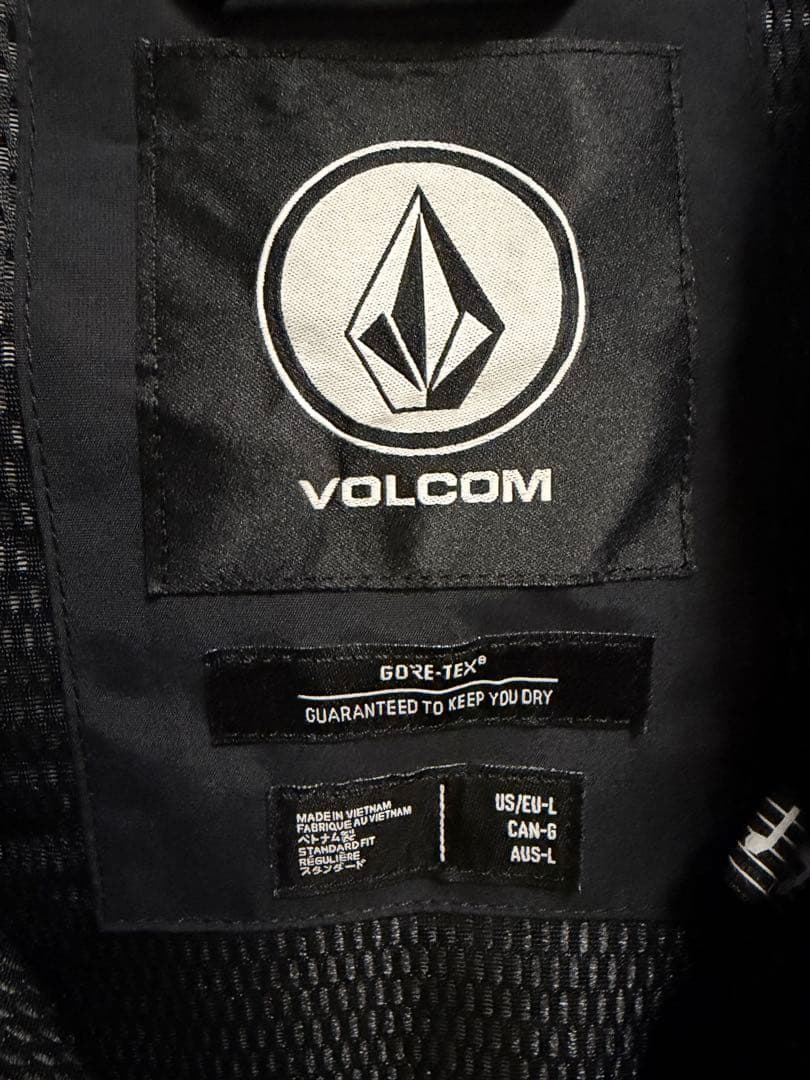 VOLCOM
GORE-TEX®
GUARANTEED TO KEEP YOU DRY
MADE IN VIETNAM
FABRIQUÉ AU VIETNAM
ベトナム製
STANDARD FIT
RÉGULIÈRE
スタンダード
US/EU-L
CAN-G
AUS-L